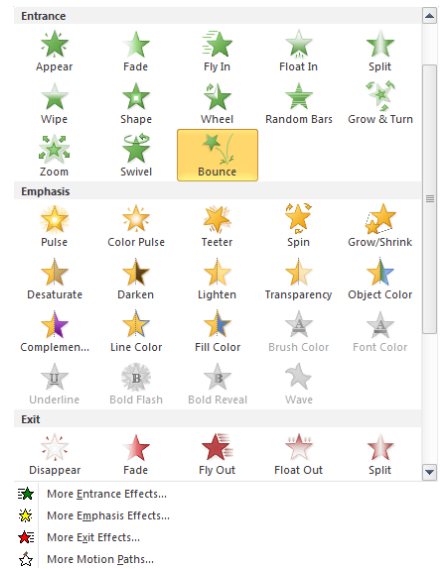 Entrance
Appear Fade Fly In Float In Split
Wipe Shape Wheel Random Bars Grow & Turn
Zoom Swivel Bounce
Emphasis
Pulse Color Pulse Teeter Spin Grow/Shrink
Desaturate Darken Lighten Transparency Object Color
Complemen... Line Color Fill Color Brush Color Font Color
Underline Bold Flash Bold Reveal Wave
Exit
Disappear Fade Fly Out Float Out Split
More Entrance Effects...
More Emphasis Effects...
More Exit Effects...
More Motion Paths...